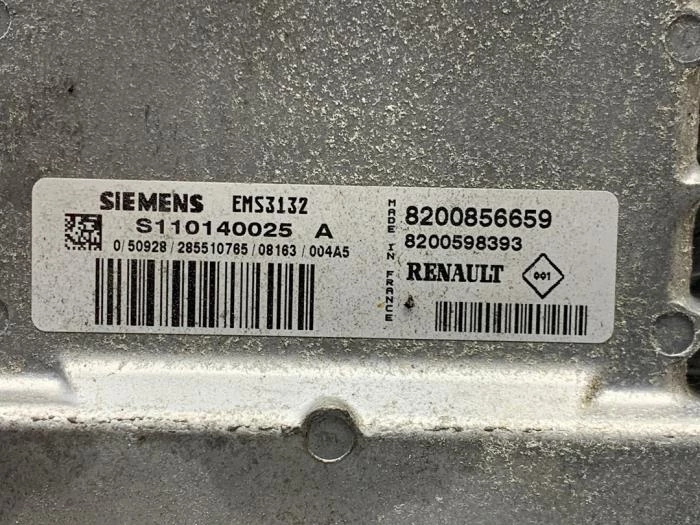 SIEMENS EMS3132
S110140025 A
0/50928/285510765/08163/004A5
MADE IN FRANCE
8200856659
8200598393
RENAULT 001